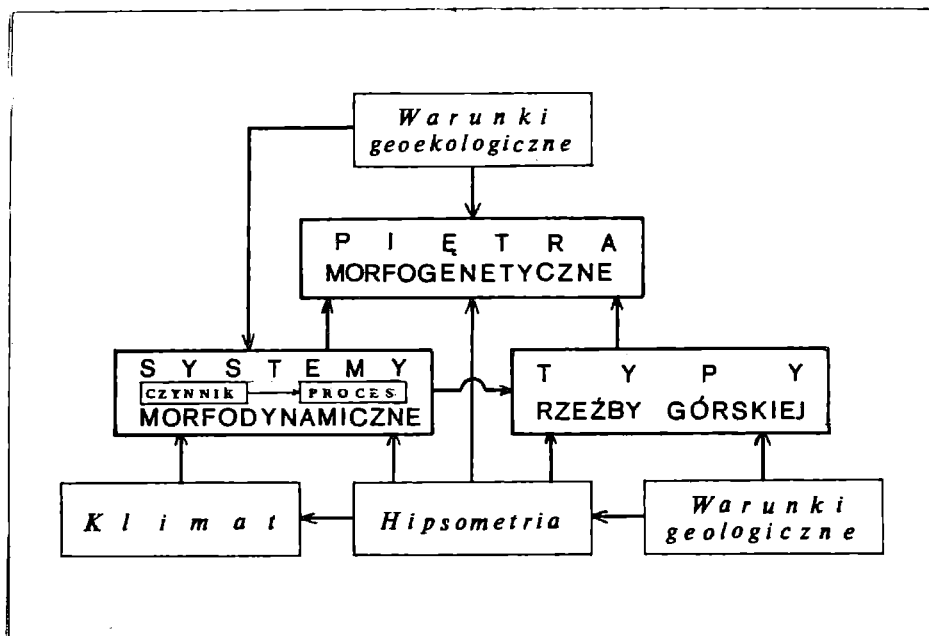 Warunki
geoekologiczne
PIĘTRA
MORFOGENETYCZNE
SYSTEMY
CZYNNIK PROCES
MORFODYNAMICZNE
TYPY
RZEŹBY GÓRSKIEJ
Klimat
Hipsometria
Warunki
geologiczne